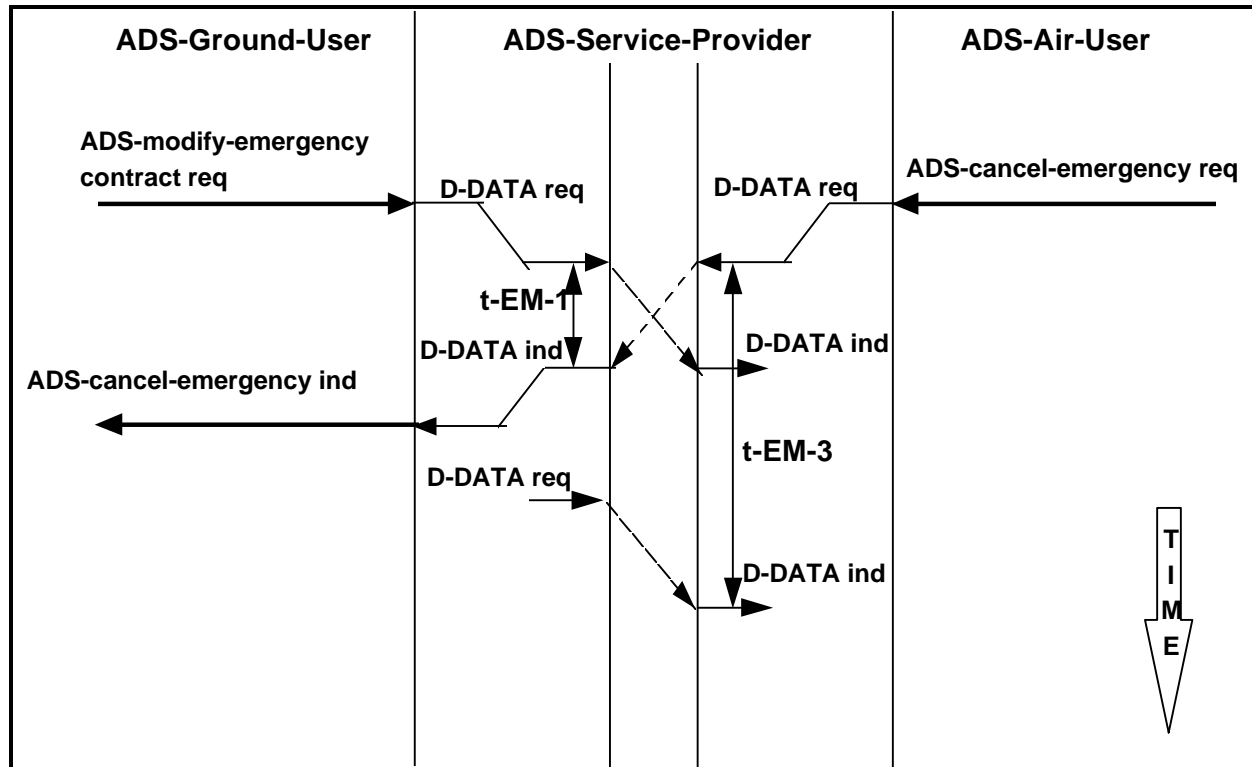 ADS-Ground-User
ADS-Service-Provider
ADS-Air-User
ADS-modify-emergency
contract req
D-DATA req
D-DATA req
ADS-cancel-emergency req
t-EM-1
D-DATA ind
D-DATA ind
ADS-cancel-emergency ind
t-EM-3
D-DATA req
D-DATA ind
T
I
M
E